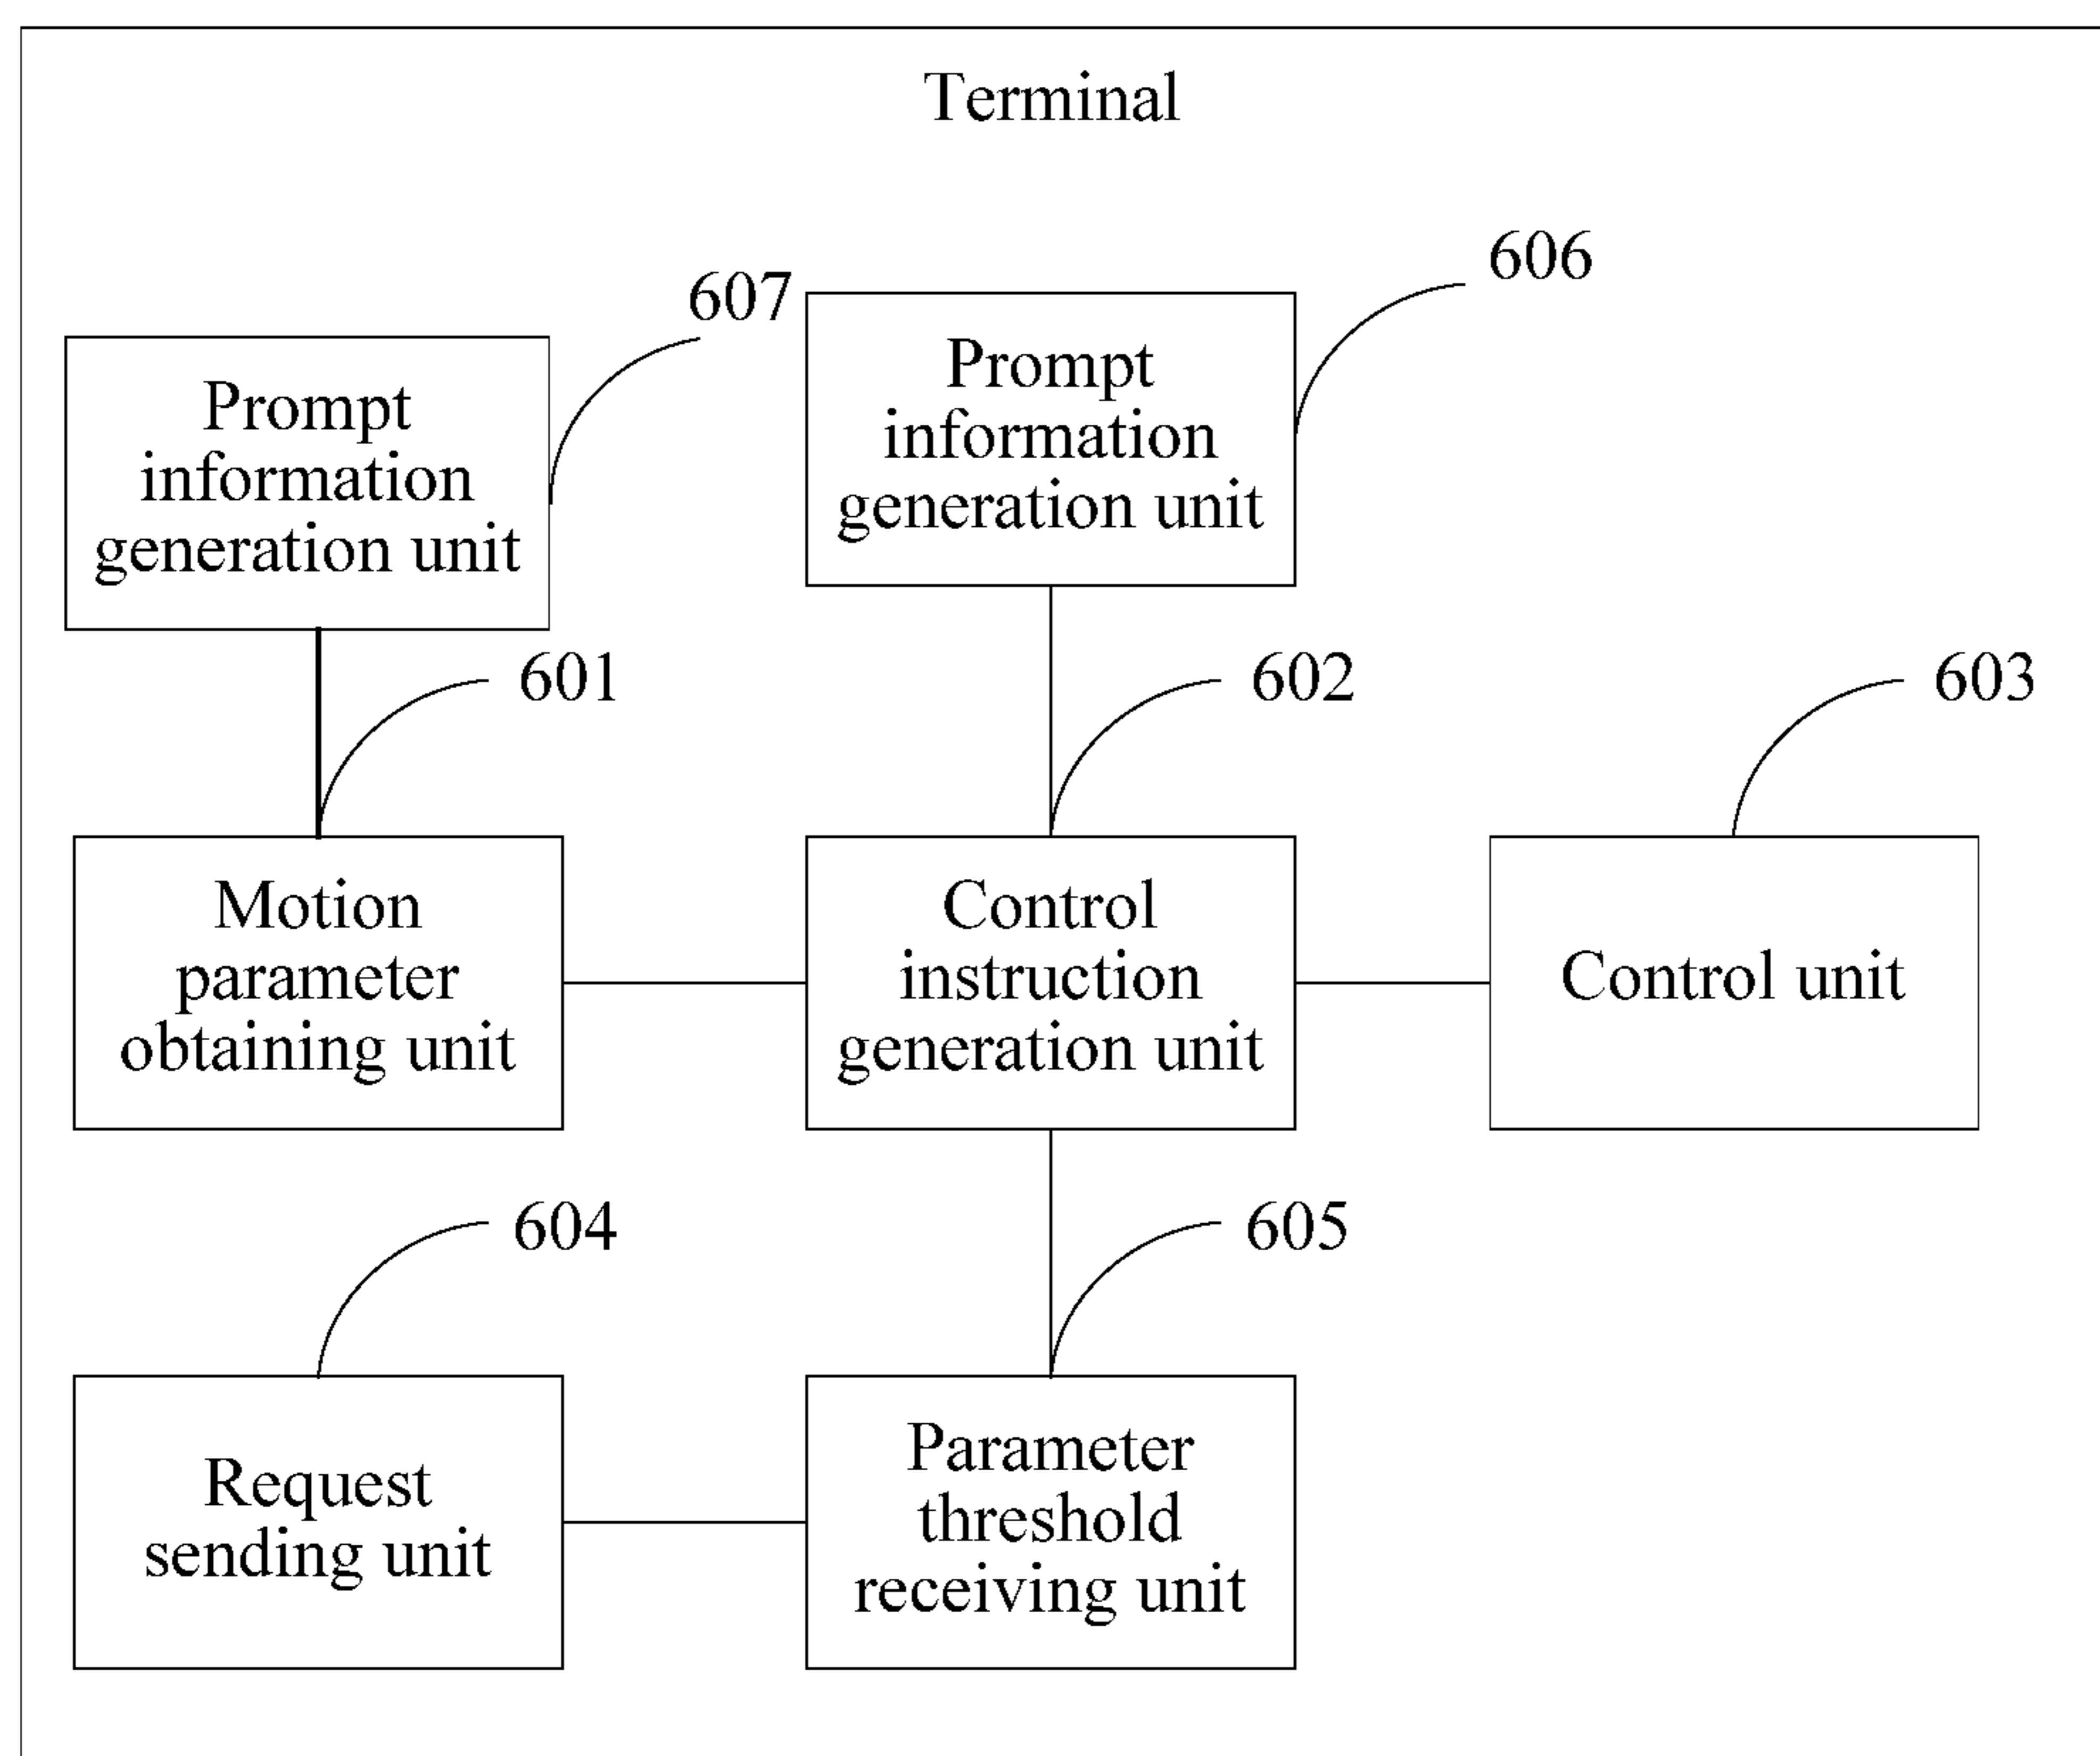 Terminal
607
606
Prompt
information
generation unit
Prompt
information
generation unit
601
602
603
Motion
parameter
obtaining unit
Control
instruction
generation unit
Control unit
604
605
Request
sending unit
Parameter
threshold
receiving unit